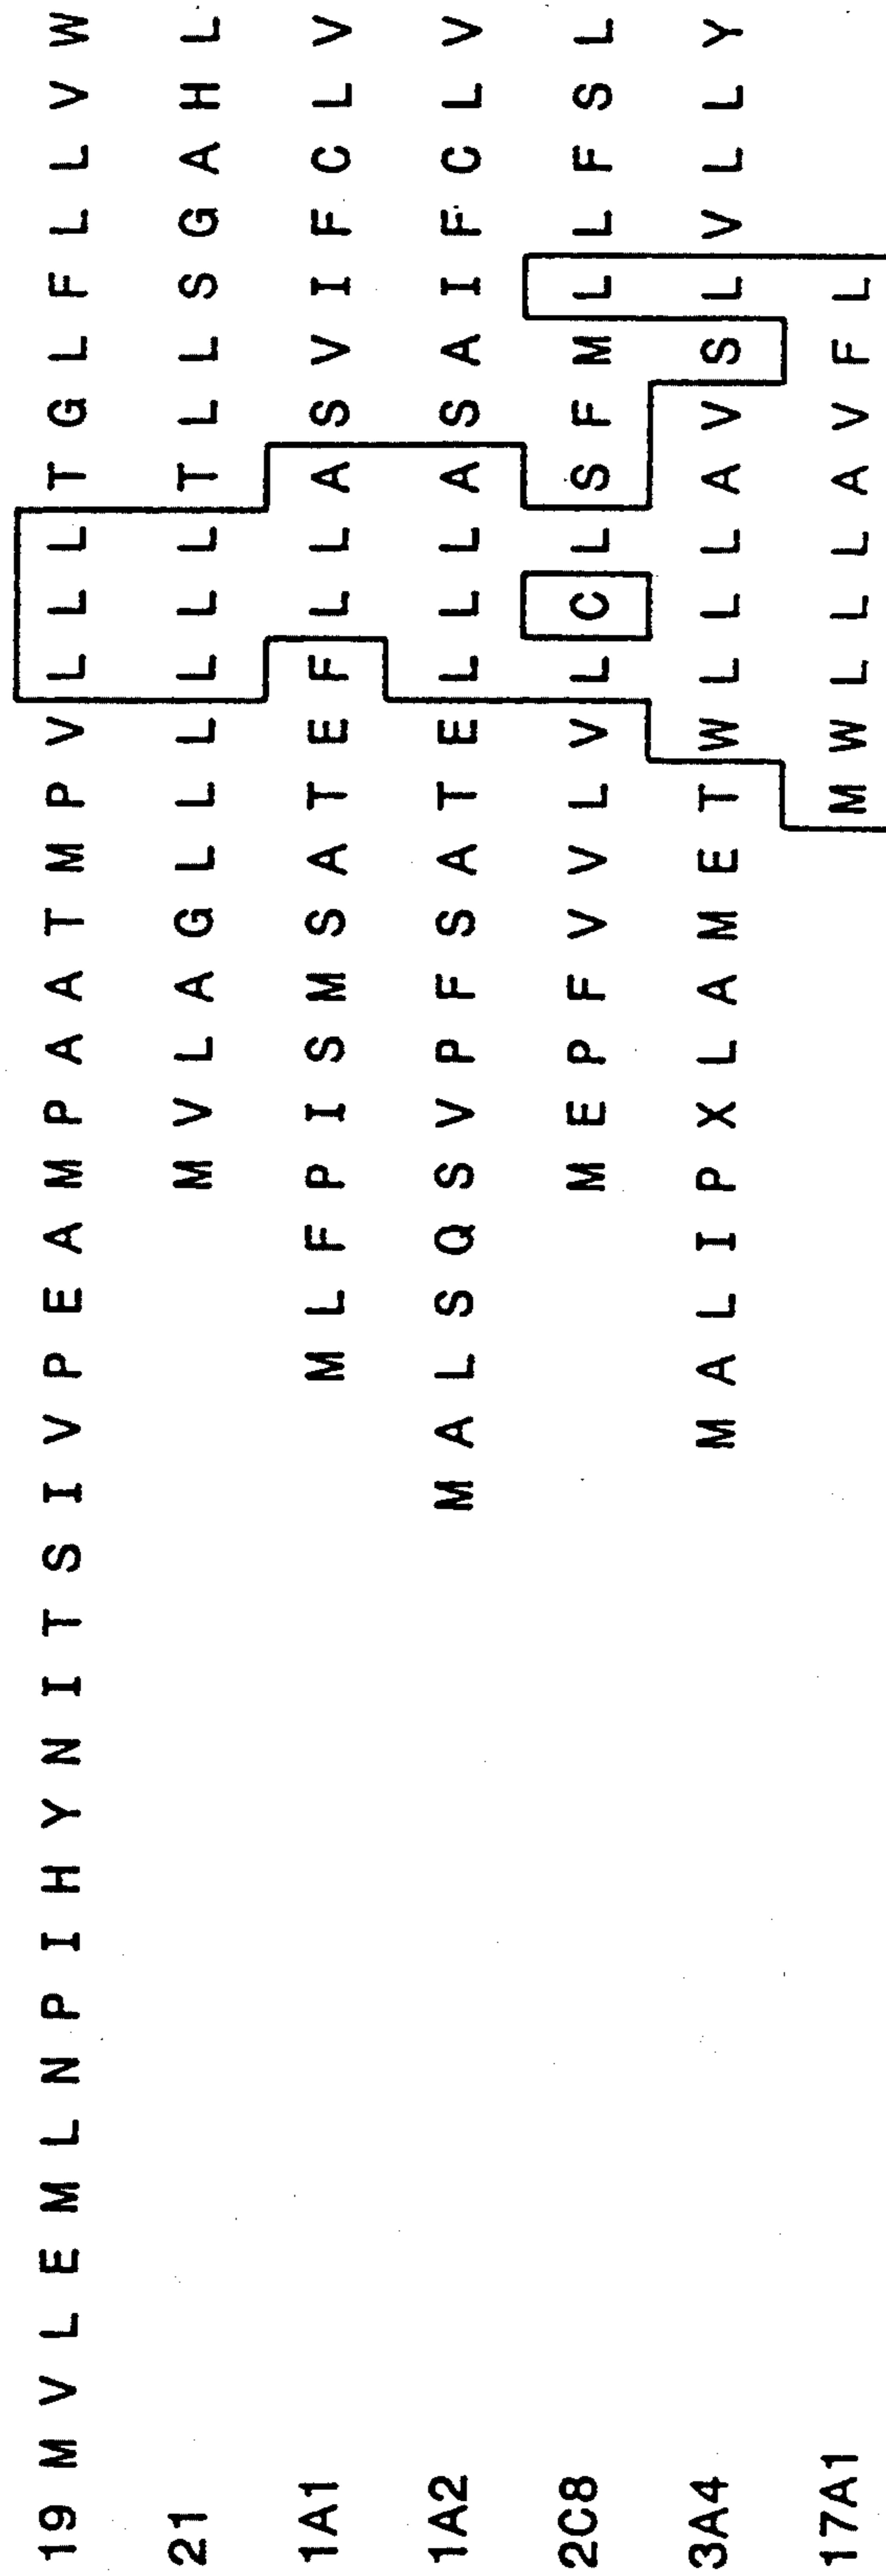 19 M V L E M L N P I H Y N I T S I V P E A M P A A T M P V L L L T G L F L L V W
21 M V L A G L L L L L L T L L S G A H L
1A1 M L F P I S M S A T E F L L A S V I F C L V
1A2 M A L S Q S V P F S A T E L L L A S A I F C L V
2C8 M E P F V V L V L C L S F M L L F S L
3A4 M A L I P X L A M E T W L L L A V S L V L L Y
17A1 M W L L L A V F L